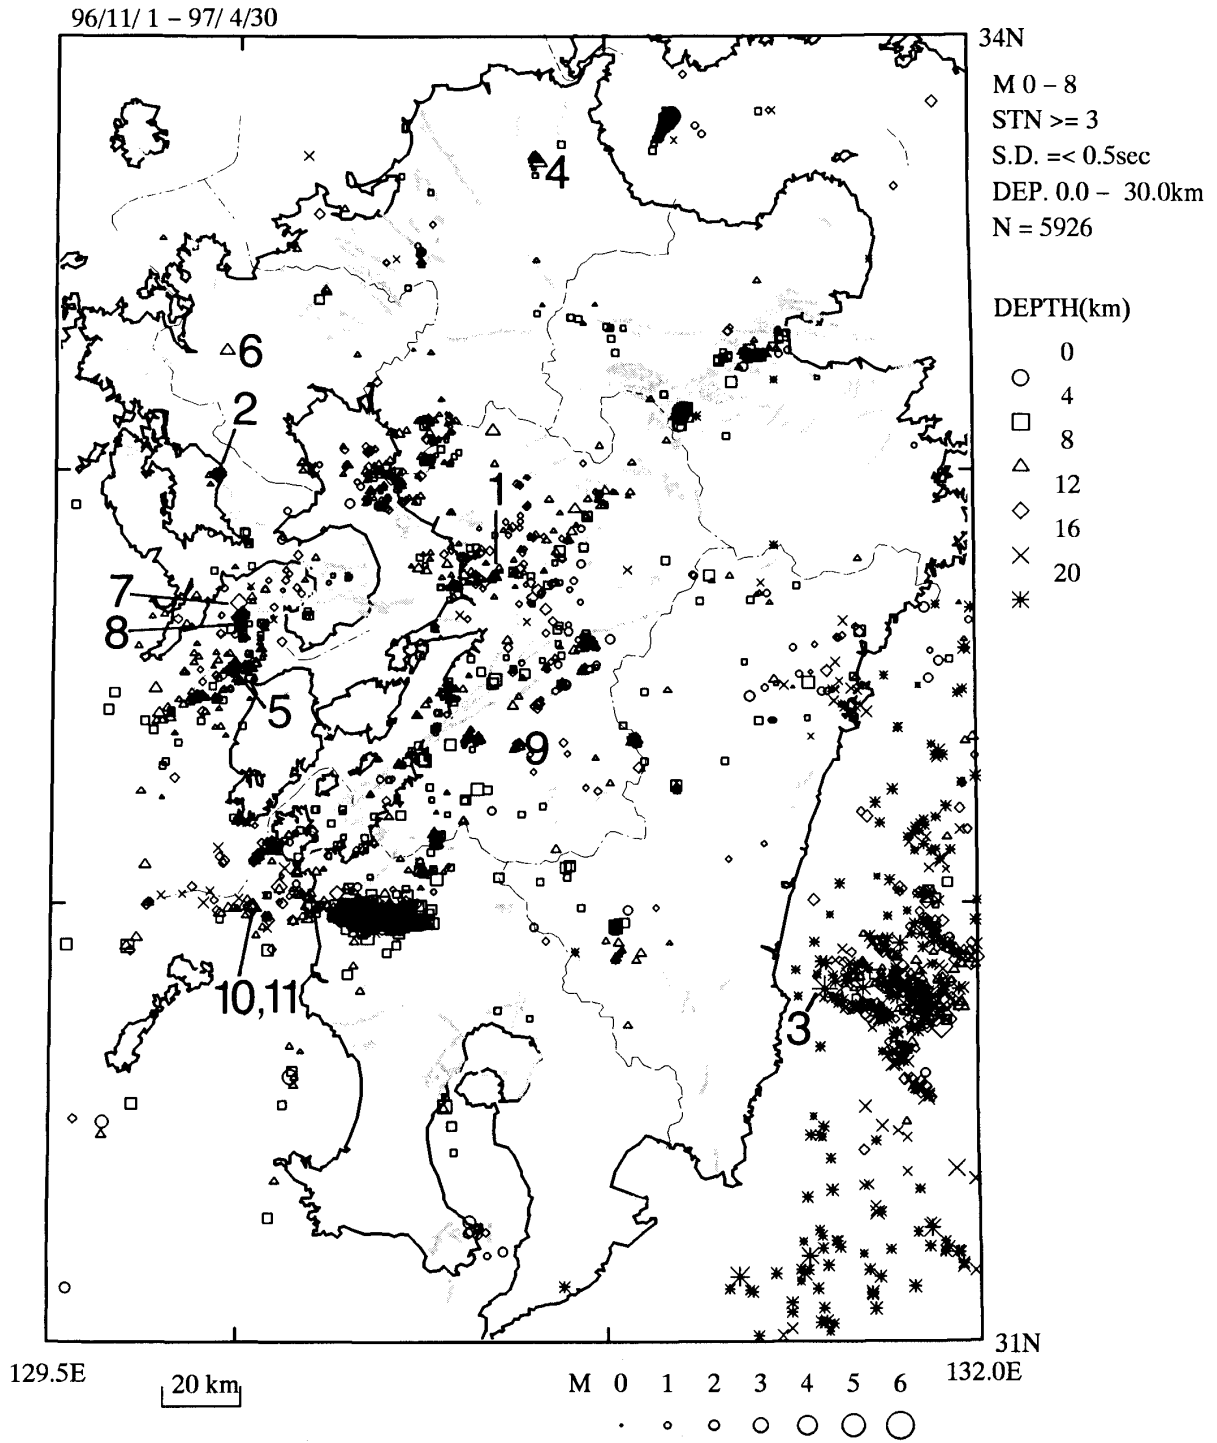 96/11/ 1 – 97/ 4/30
34N
M 0 – 8
STN >= 3
S.D. =< 0.5sec
DEP. 0.0 – 30.0km
N = 5926
DEPTH(km)
0
4
8
12
16
20
4
6
2
1
7
8
5
9
10,11
3
31N
129.5E
132.0E
20 km
M 0 1 2 3 4 5 6